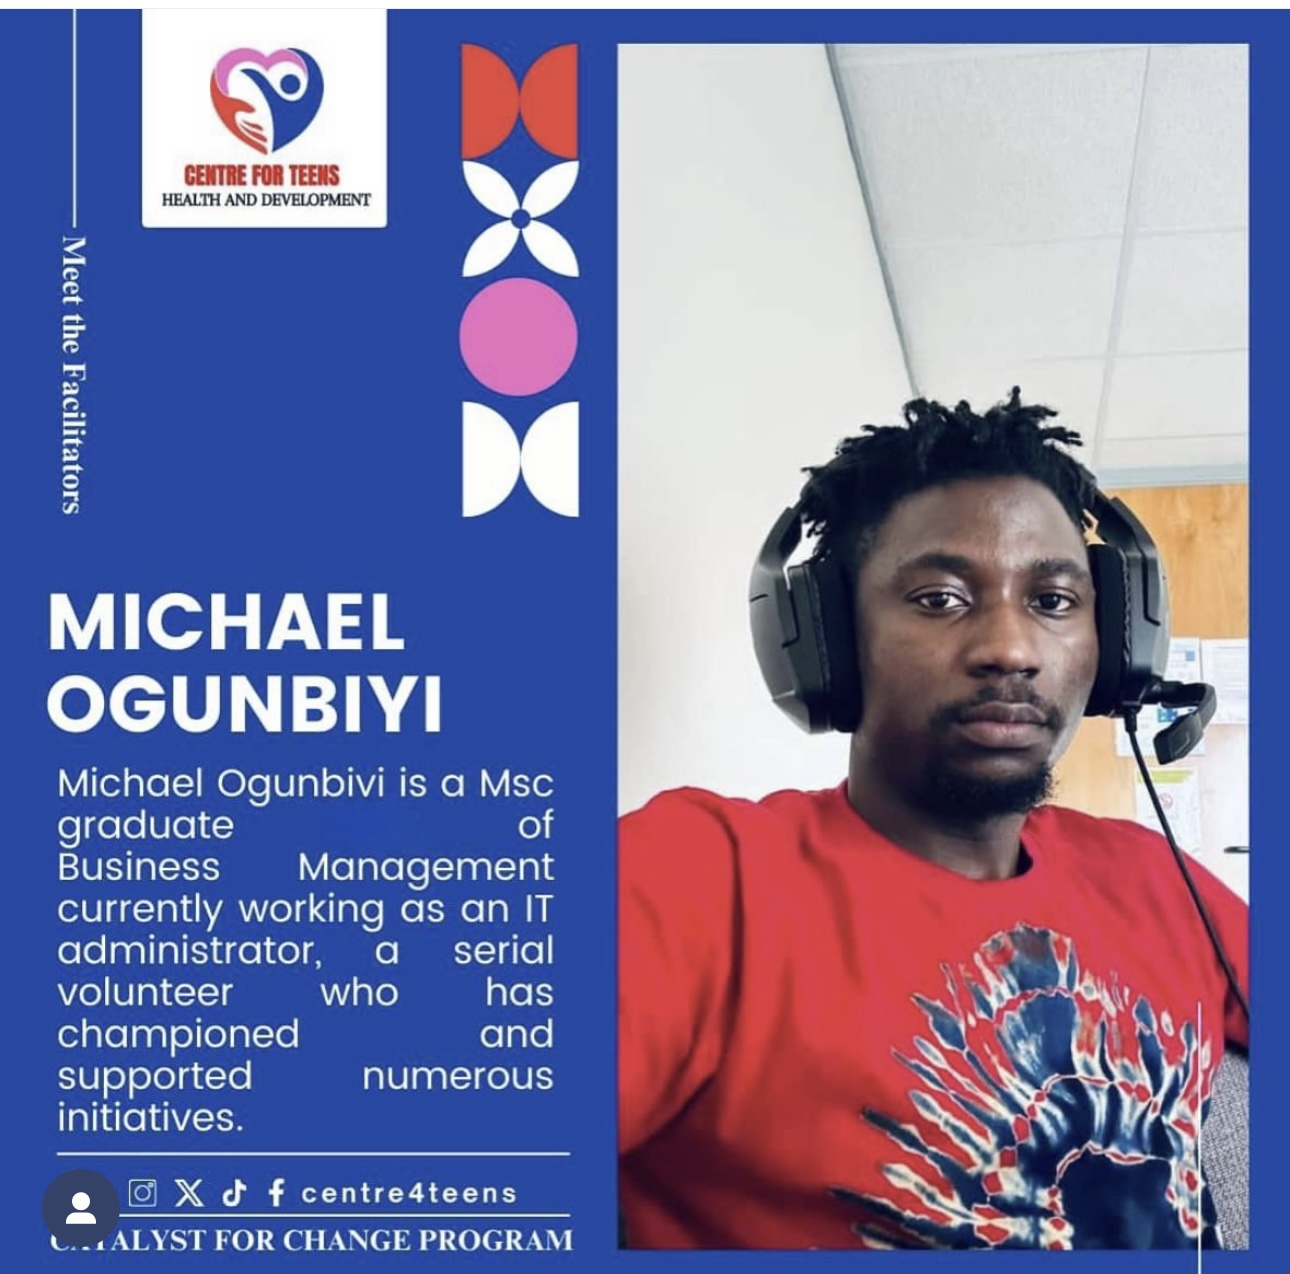 CENTRE FOR TEENS
HEALTH AND DEVELOPMENT
Meet the Facilitators
MICHAEL
OGUNBIYI
Michael Ogunbivi is a Msc
graduate of
Business Management
currently working as an IT
administrator, a serial
volunteer who has
championed and
supported numerous
initiatives.
centre4teens
CATALYST FOR CHANGE PROGRAM